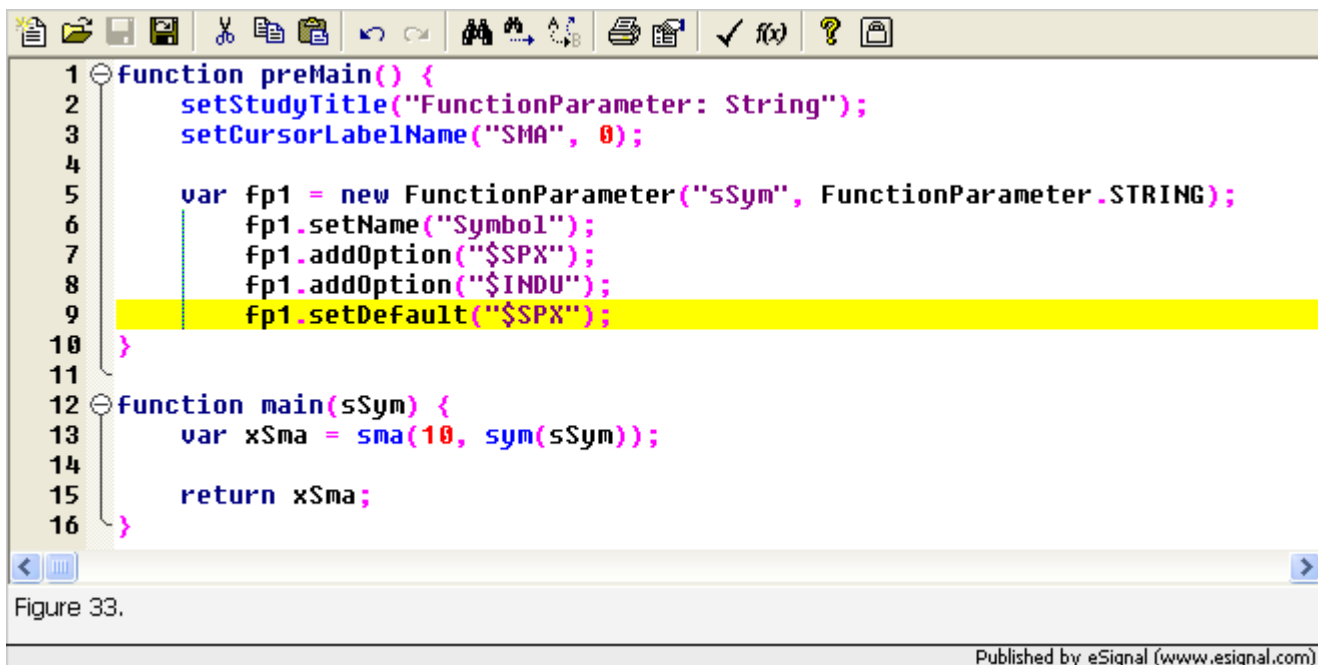 1 function preMain() {
2 setStudyTitle("FunctionParameter: String");
3 setCursorLabelName("SMA", 0);
4
5 var fp1 = new FunctionParameter("sSym", FunctionParameter.STRING);
6 fp1.setName("Symbol");
7 fp1.addOption("$SPX");
8 fp1.addOption("$INDU");
9 fp1.setDefault("$SPX");
10 }
11
12 function main(sSym) {
13 var xSma = sma(10, sym(sSym));
14
15 return xSma;
16 }
Figure 33.
Published by eSignal (www.esignal.com)